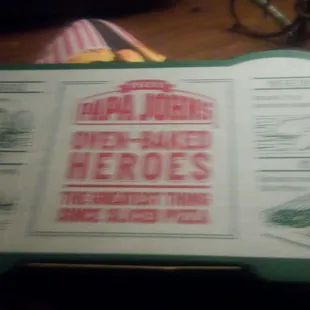 PAPA JOHNS
OVEN-BAKED
HEROES
THE GREATEST THING
SINCE SLICED PIZZA